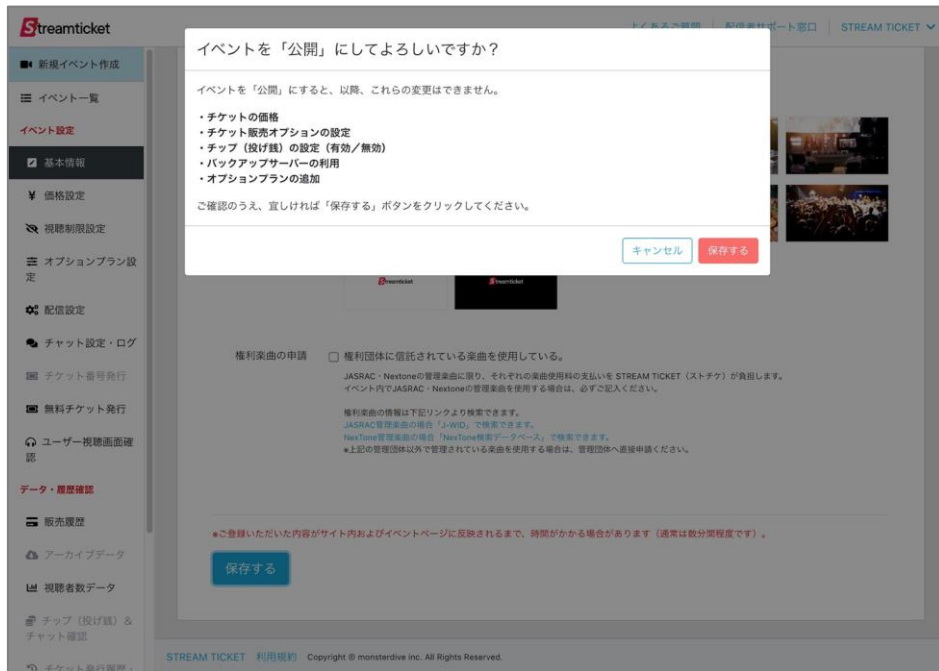 Streamticket
よくあるご質問
配信者サポート窓口
STREAM TICKET
新規イベント作成
イベント一覧
イベント設定
基本情報
価格設定
視聴制限設定
オプションプラン設
定
配信設定
チャット設定・ログ
チケット番号発行
無料チケット発行
ユーザー視聴画面確
認
データ・履歴確認
販売履歴
アーカイブデータ
視聴者数データ
チップ（投げ銭）&
チャット確認
チケット発行履歴・
イベントを「公開」にしてよろしいですか？
イベントを「公開」にすると、以降、これらの変更はできません。
・チケットの価格
・チケット販売オプションの設定
・チップ（投げ銭）の設定（有効／無効）
・バックアップサーバーの利用
・オプションプランの追加
ご確認のうえ、宜しければ「保存する」ボタンをクリックしてください。
キャンセル
保存する
Streamticket
Streamticket
権利楽曲の申請
権利団体に信託されている楽曲を使用している。
JASRAC・Nextoneの管理楽曲に限り、それぞれの楽曲使用料の支払いを STREAM TICKET（ストチケ）が負担します。
イベント内でJASRAC・Nextoneの管理楽曲を使用する場合は、必ずご記入ください。
権利楽曲の情報は下記リンクより検索できます。
JASRAC管理楽曲の場合「J-WID」で検索できます。
NexTone管理楽曲の場合「NexTone検索データベース」で検索できます。
※上記の管理団体以外で管理されている楽曲を使用する場合は、管理団体へ直接申請ください。
※ご登録いただいた内容がサイト内およびイベントページに反映されるまで、時間がかかる場合があります（通常は数分間程度です）。
保存する
STREAM TICKET
利用規約
Copyright © monsterdive inc. All Rights Reserved.